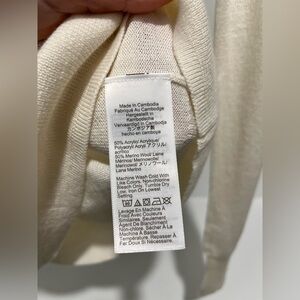 Made In Cambodia
Fabriqué Au Cambodge
Hergestellt in
Kambodscha
Vervaardigd In Cambodja
カンボジア製
hecho en camboya
50% Acrylic/ Acrylique/
Polyacryl/ Acryl/ アクリル/
acrílico
50% Merino Wool/ Laine
Mérinos/ Merinowolle/
Merinowol/ メリノウール/
Lana Merino
Machine Wash Cold With
Like Colors, Non-chlorine
Bleach Only, Tumble Dry
Low, Iron On Lowest
Setting
Lavage En Machine À
Froid Avec Couleurs
Similaires, Seulement
Agent De Blanchiment
Non Chloré, Sécher À La
Machine À Basse
Température, Repasser À
Fer Doux Si Nécessaire